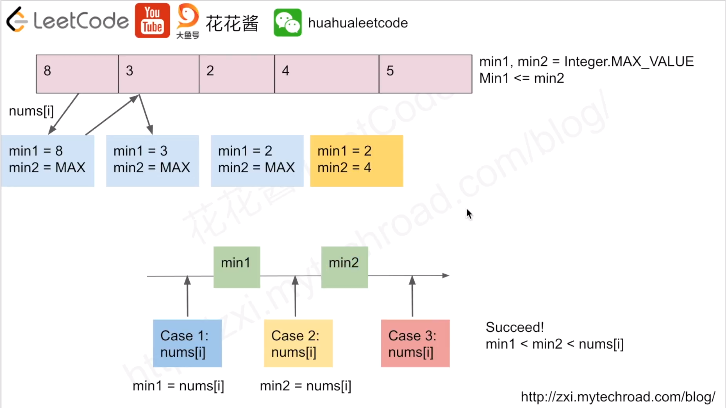 LeetCode You Tube 大鱼号 花花酱 huahualeetcode
8 3 2 4 5
min1, min2 = Integer.MAX_VALUE
Min1 <= min2
nums[i]
min1 = 8
min2 = MAX
min1 = 3
min2 = MAX
min1 = 2
min2 = MAX
min1 = 2
min2 = 4
花花酱 LeetCode
http://zxi.mytechroad.com/blog/
min1
min2
Case 1:
nums[i]
Case 2:
nums[i]
Case 3:
nums[i]
min1 = nums[i]
min2 = nums[i]
Succeed!
min1 < min2 < nums[i]
http://zxi.mytechroad.com/blog/